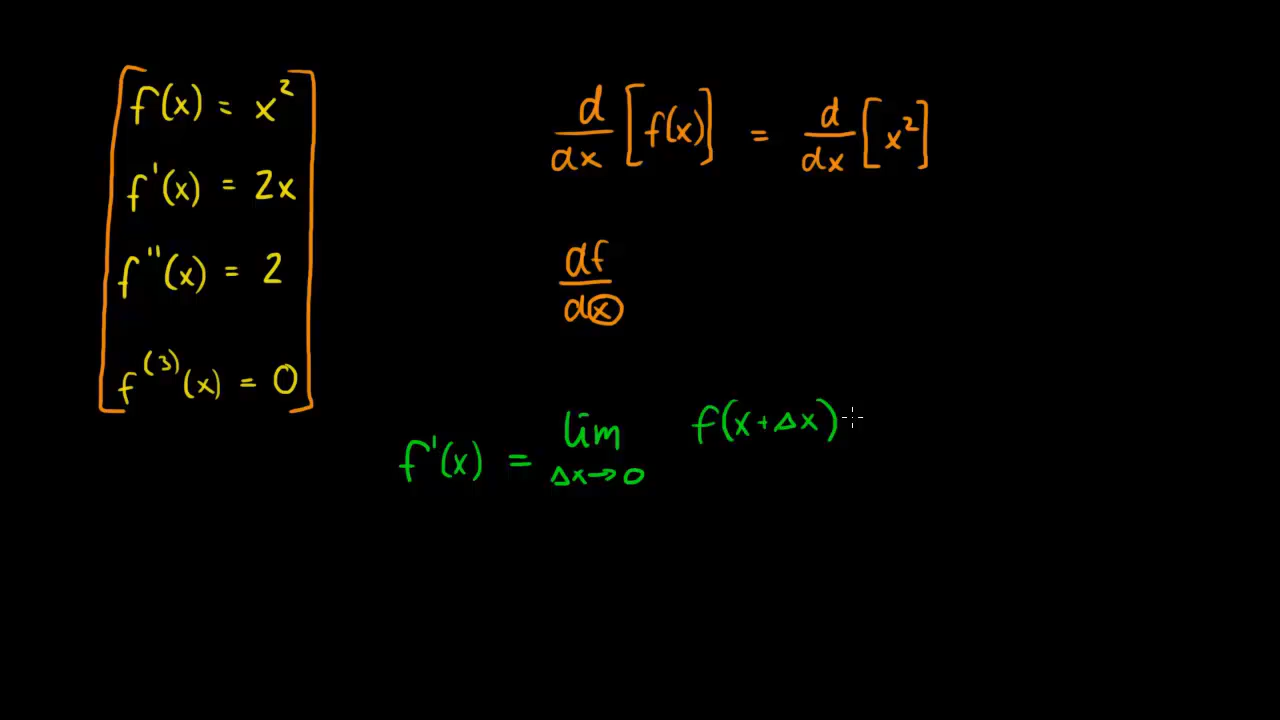 f(x) = x²
f'(x) = 2x
f''(x) = 2
f⁽³⁾(x) = 0
d/dx [f(x)] = d/dx [x²]
df/dx
f'(x) = lim Δx→0 f(x+Δx)